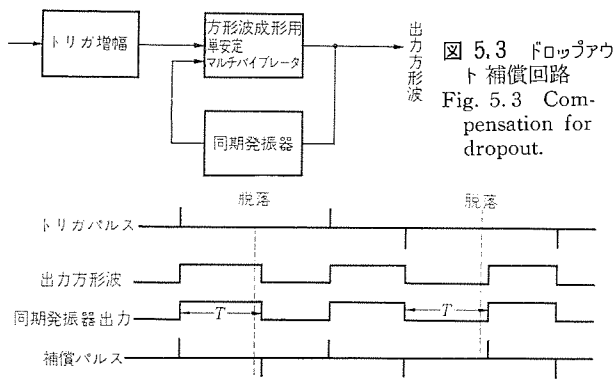 トリガ増幅
方形波成形用
単安定
マルチバイブレータ
同期発振器
出力方形波
図 5.3 ドロップアウ
ト補償回路
Fig. 5.3 Com-
pensation for
dropout.
脱落
脱落
トリガパルス
出力方形波
T
T
同期発振器出力
補償パルス